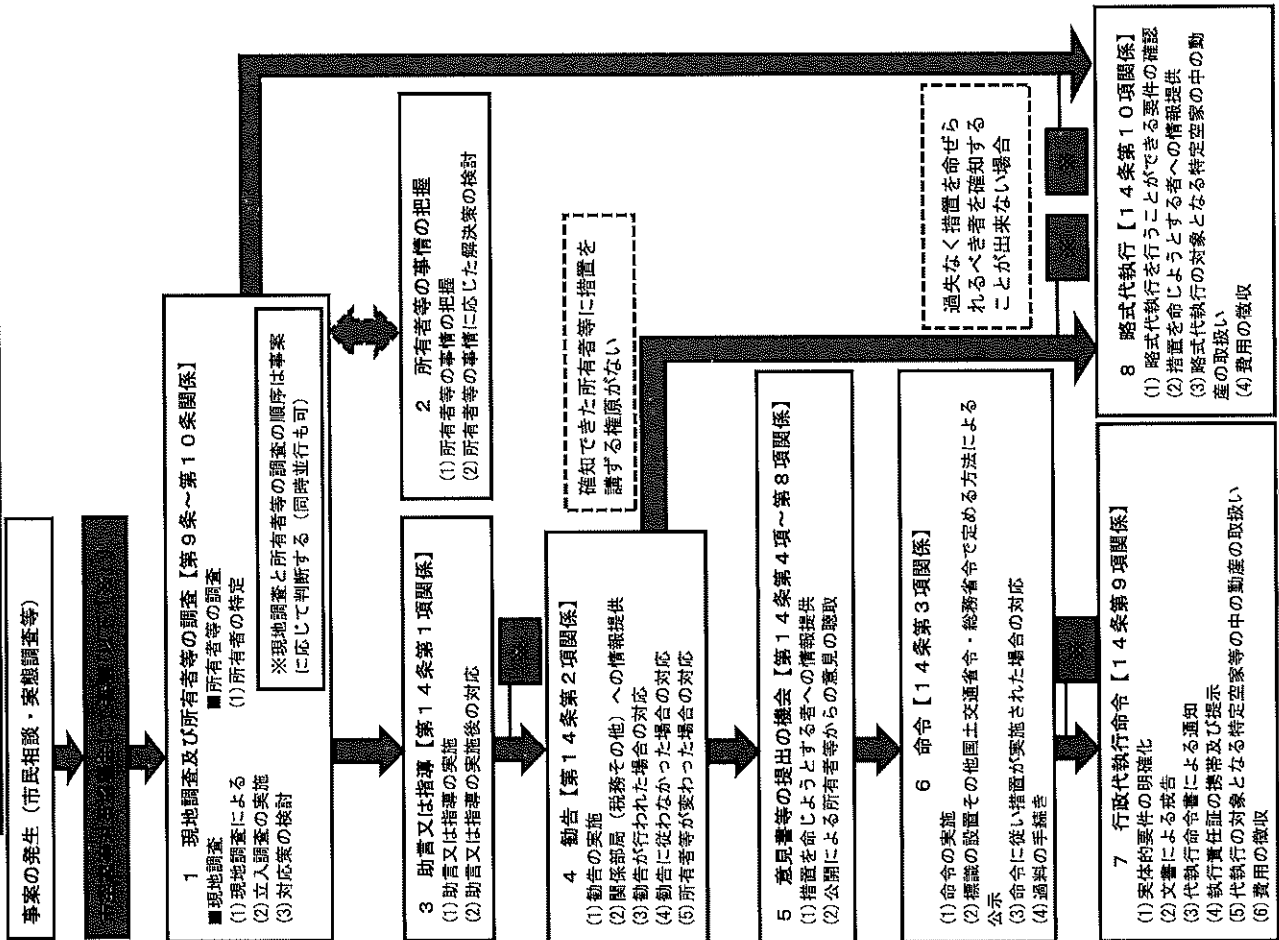 事案の発生（市民相談・実態調査等）
１　現地調査及び所有者等の調査【第９条～第１０条関係】
■現地調査
(1)現地調査による
(2)立入調査の実施
(3)対応策の検討
■所有者等の調査
(1)所有者の特定
※現地調査と所有者等の調査の順序は事案
に応じて判断する（同時並行も可）
２　所有者等の事情の把握
(1)所有者等の事情の把握
(2)所有者等の事情に応じた解決策の検討
３　助言又は指導【第１４条第１項関係】
(1)助言又は指導の実施
(2)助言又は指導の実施後の対応
４　勧告【第１４条第２項関係】
(1)勧告の実施
(2)関係部局（税務その他）への情報提供
(3)勧告が行われた場合の対応
(4)勧告に従わなかった場合の対応
(5)所有者等が変わった場合の対応
確知できた所有者等に措置を
講ずる権原がない
５　意見書等の提出の機会【第１４条第４項～第８項関係】
(1)措置を命じようとする者への情報提供
(2)公開による所有者等からの意見の聴取
６　命令【１４条第３項関係】
(1)命令の実施
(2)標識の設置その他国土交通省令・総務省令で定める方法による
公示
(3)命令に従い措置が実施された場合の対応
(4)過料の手続き
過失なく措置を命ぜら
れるべき者を確知する
ことが出来ない場合
７　行政代執行命令【１４条第９項関係】
(1)実体的要件の明確化
(2)文書による戒告
(3)代執行命令書による通知
(4)執行責任証の携帯及び提示
(5)代執行の対象となる特定空家等の中の動産の取扱い
(6)費用の徴収
８　略式代執行【１４条第１０項関係】
(1) 略式代執行を行うことができる要件の確認
(2)措置を命じようとする者への情報提供
(3)略式代執行の対象となる特定空家の中の動
産の取扱い
(4)費用の徴収